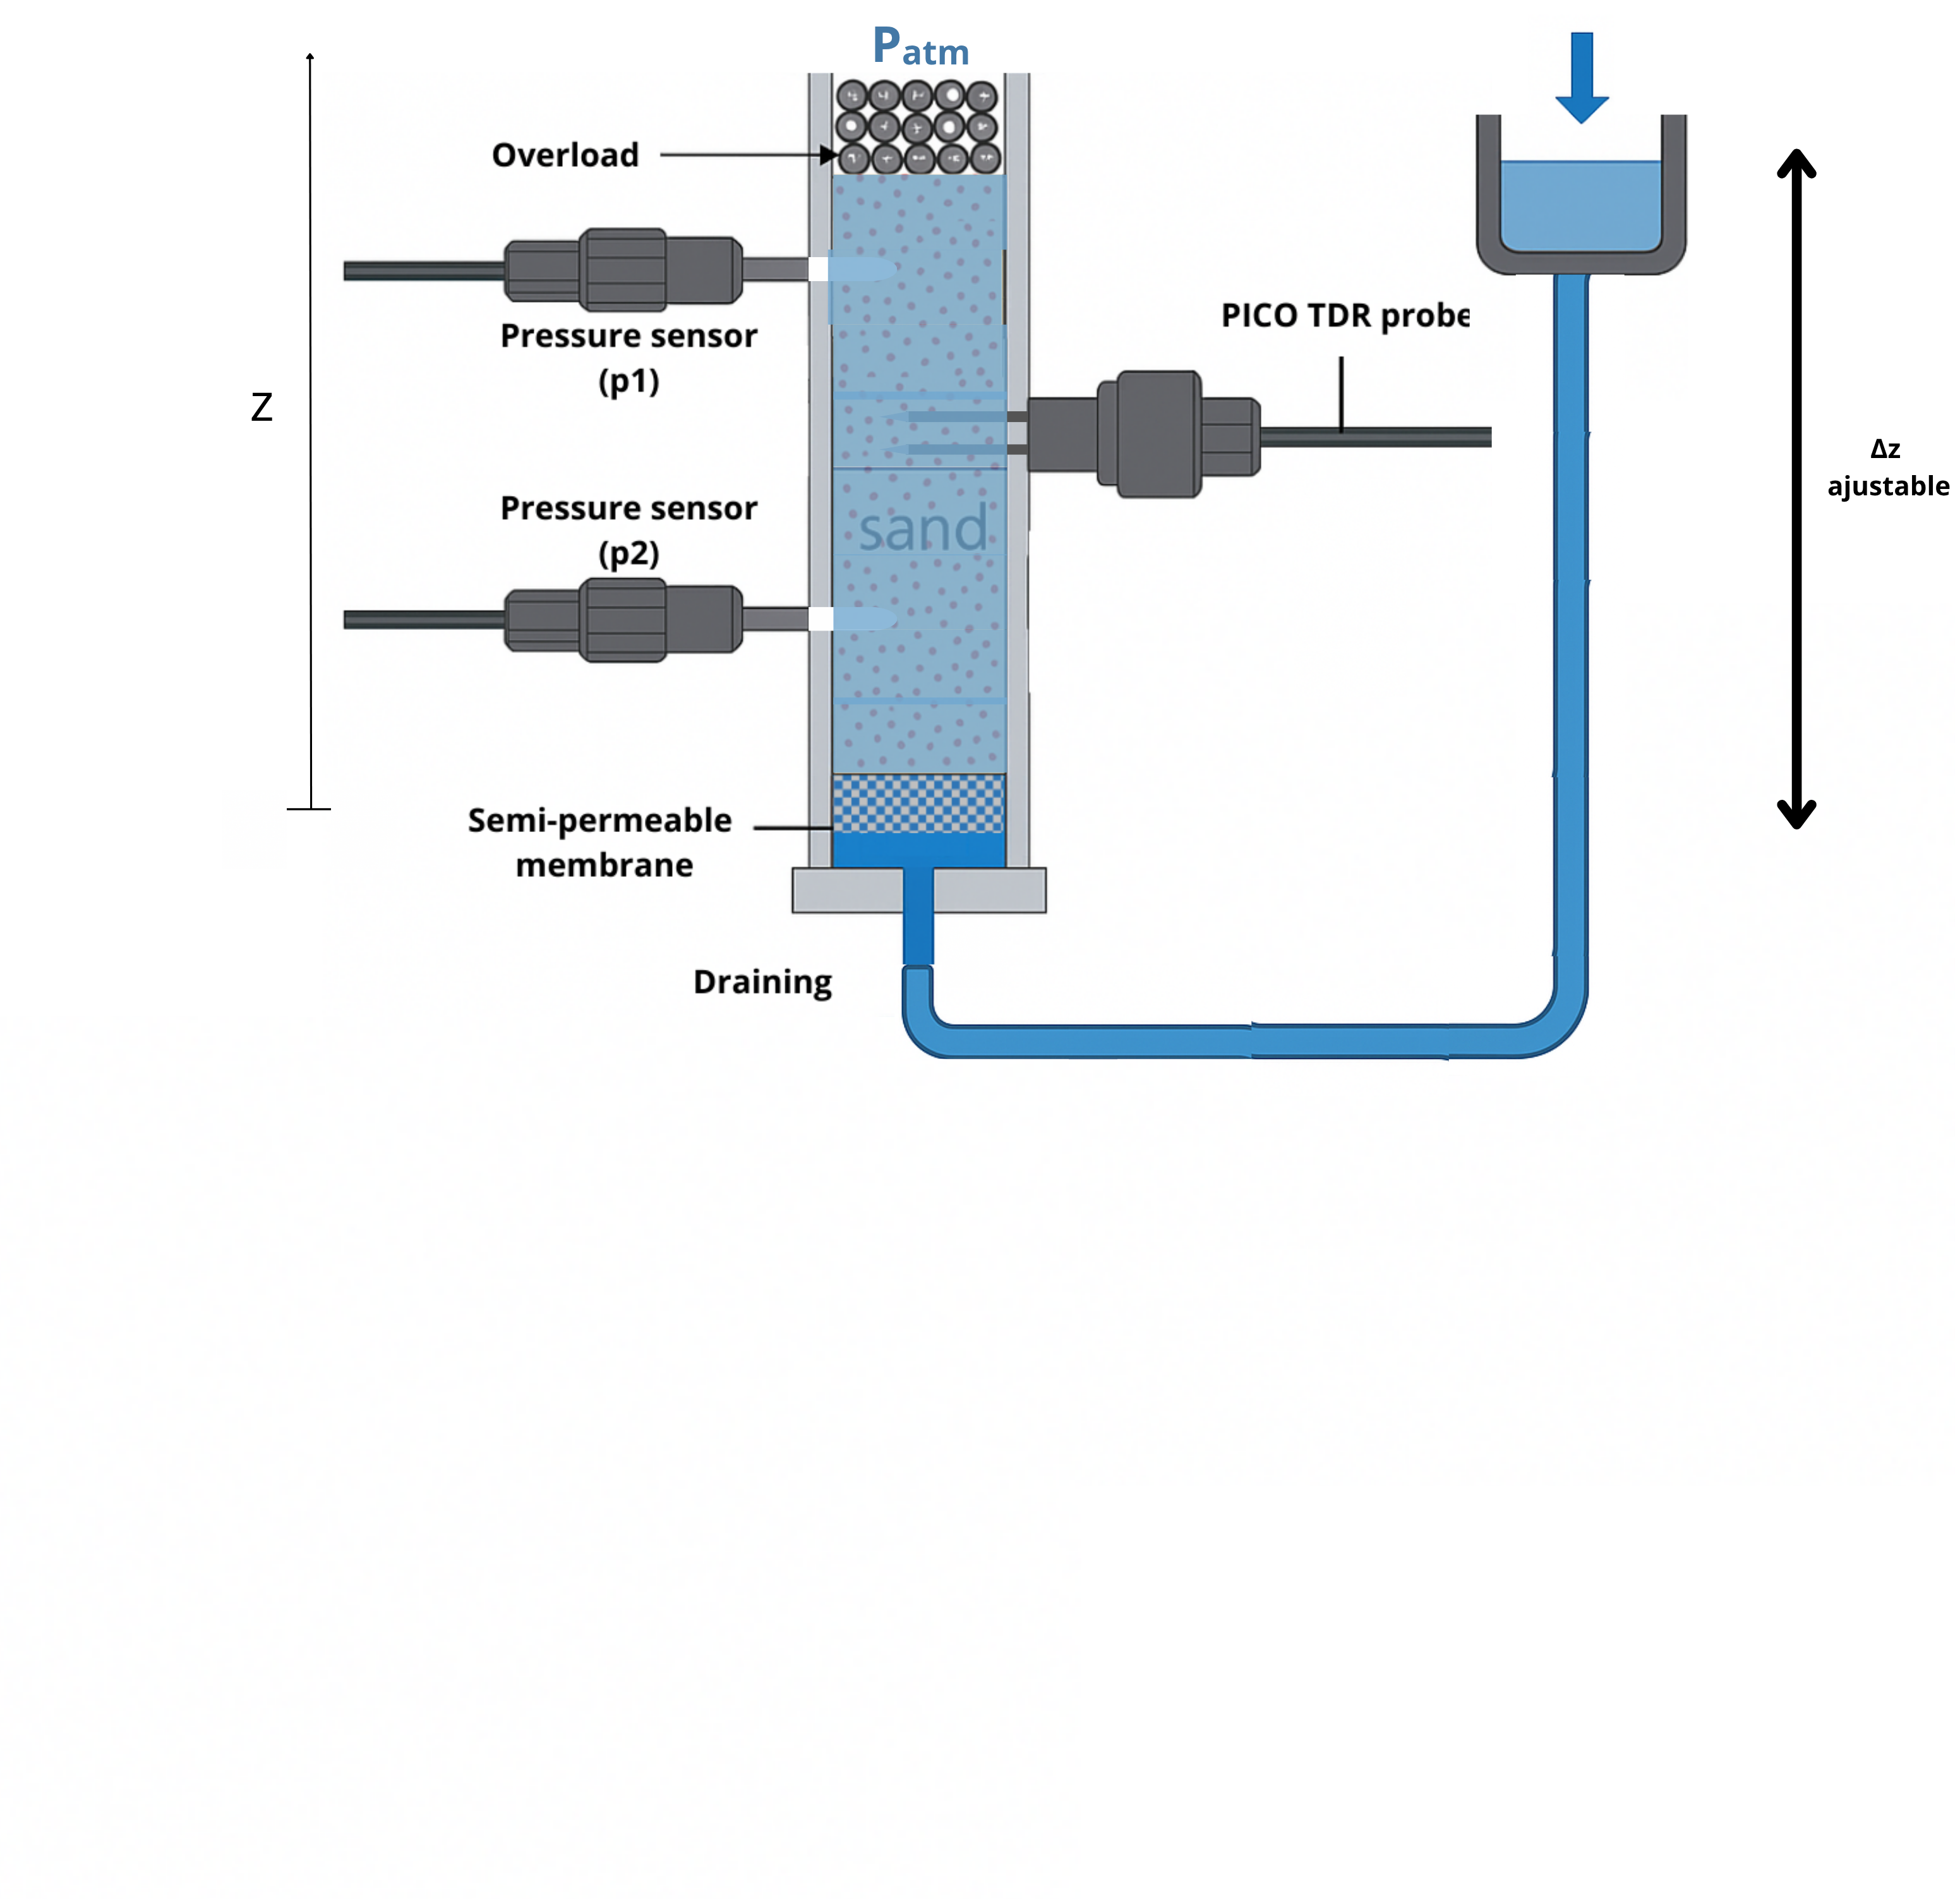 Patm
Overload
Pressure sensor
(p1)
PICO TDR probe
Z
Δz
ajustable
Pressure sensor
(p2)
sand
Semi-permeable
membrane
Draining